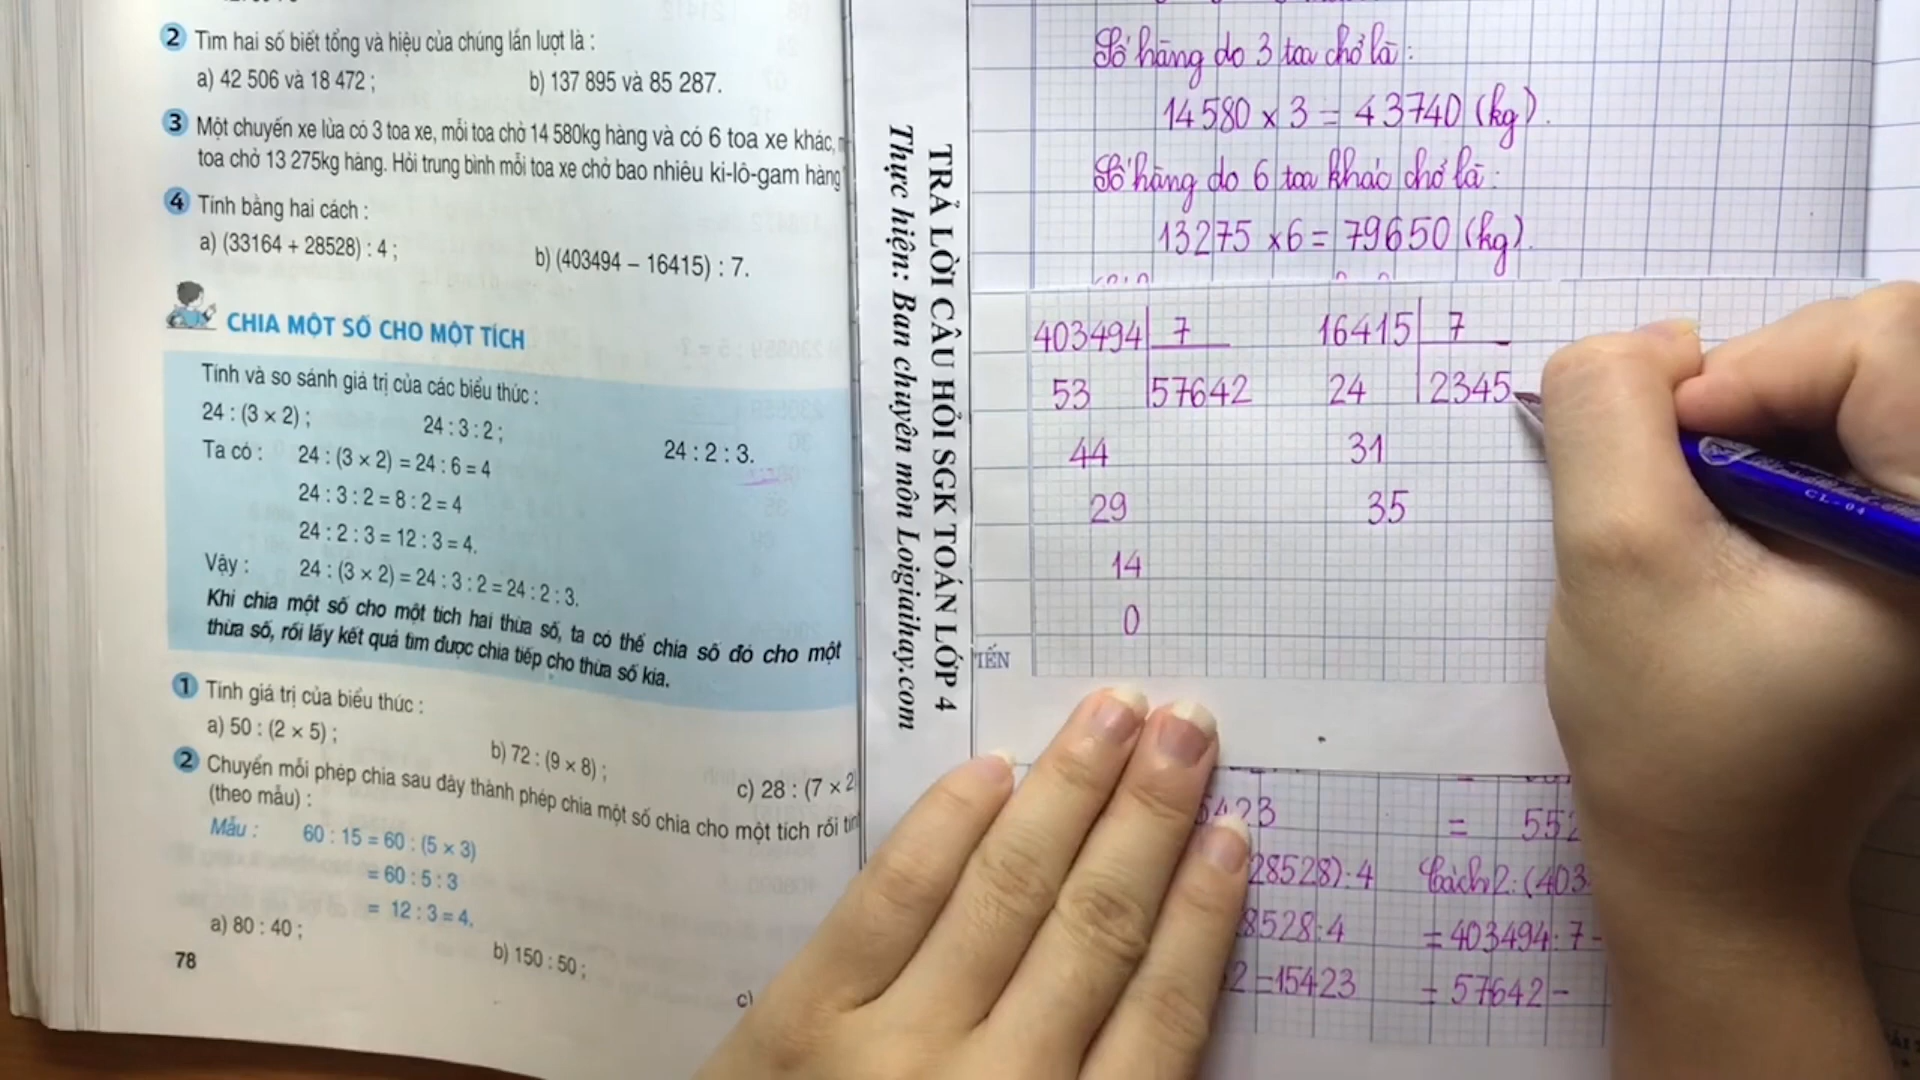 2 Tìm hai số biết tổng và hiệu của chúng lần lượt là :
a) 42 506 và 18 472 ; b) 137 895 và 85 287.
3 Một chuyến xe lửa có 3 toa xe, mỗi toa chở 14 580kg hàng và có 6 toa xe khác,
toa chở 13 275kg hàng. Hỏi trung bình mỗi toa xe chở bao nhiêu ki-lô-gam hàng
4 Tính bằng hai cách :
a) (33164 + 28528) : 4 ; b) (403494 – 16415) : 7.
CHIA MỘT SỐ CHO MỘT TÍCH
Tính và so sánh giá trị của các biểu thức :
24 : (3 × 2) ; 24 : 3 : 2 ; 24 : 2 : 3.
Ta có : 24 : (3 × 2) = 24 : 6 = 4
24 : 3 : 2 = 8 : 2 = 4
24 : 2 : 3 = 12 : 3 = 4.
Vậy : 24 : (3 × 2) = 24 : 3 : 2 = 24 : 2 : 3.
Khi chia một số cho một tích hai thừa số, ta có thể chia số đó cho một
thừa số, rồi lấy kết quả tìm được chia tiếp cho thừa số kia.
1 Tính giá trị của biểu thức :
a) 50 : (2 × 5) ; b) 72 : (9 × 8) ; c) 28 : (7 × 2
2 Chuyển mỗi phép chia sau đây thành phép chia một số chia cho một tích rồi
(theo mẫu) :
Mẫu : 60 : 15 = 60 : (5 × 3)
= 60 : 5 : 3
= 12 : 3 = 4.
a) 80 : 40 ; b) 150 : 50 ; c)
78
TRẢ LỜI CÂU HỎI SGK TOÁN LỚP 4
Thực hiện: Ban chuyên môn Loigiaihay.com
Số hàng do 3 toa chở là:
14580 x 3 = 43740 (kg).
Số hàng do 6 toa khác chở là:
13275 x 6 = 79650 (kg).
403494 7 16415 7
53 57642 24 2345
44 31
29 35
14
0
TIẾN
5423 = 552
28528):4 Cách 2: (403
8528:4 = 403494:7 -
2 = 15423 = 57642 -
CL-04